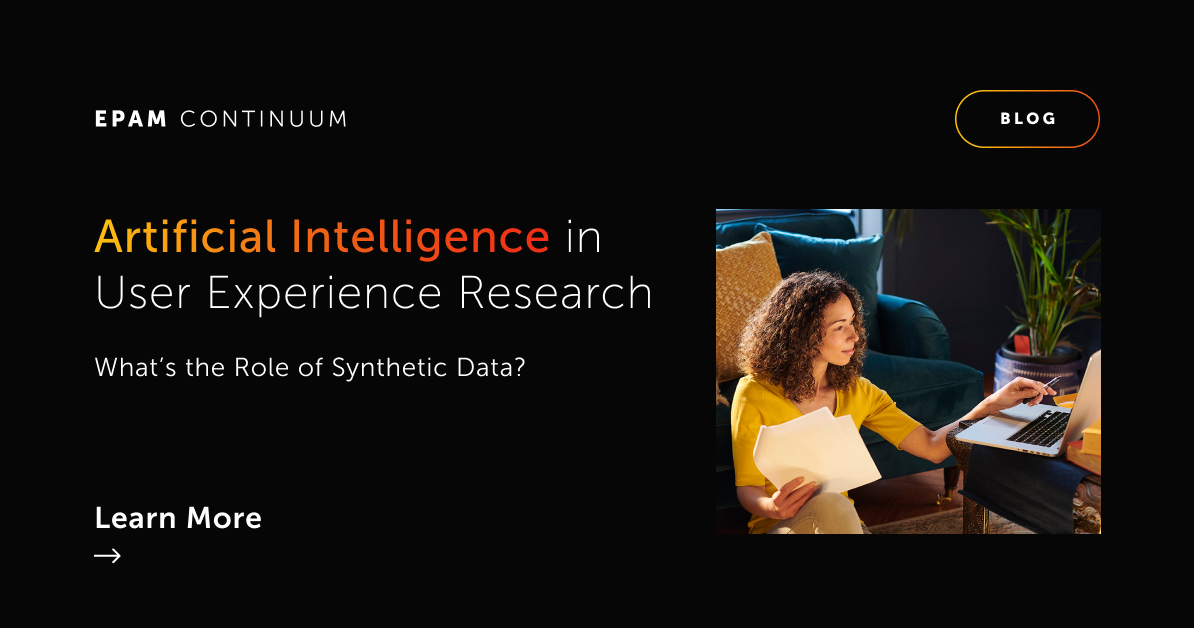 EPAM CONTINUUM
BLOG
Artificial Intelligence in
User Experience Research
What's the Role of Synthetic Data?
Learn More